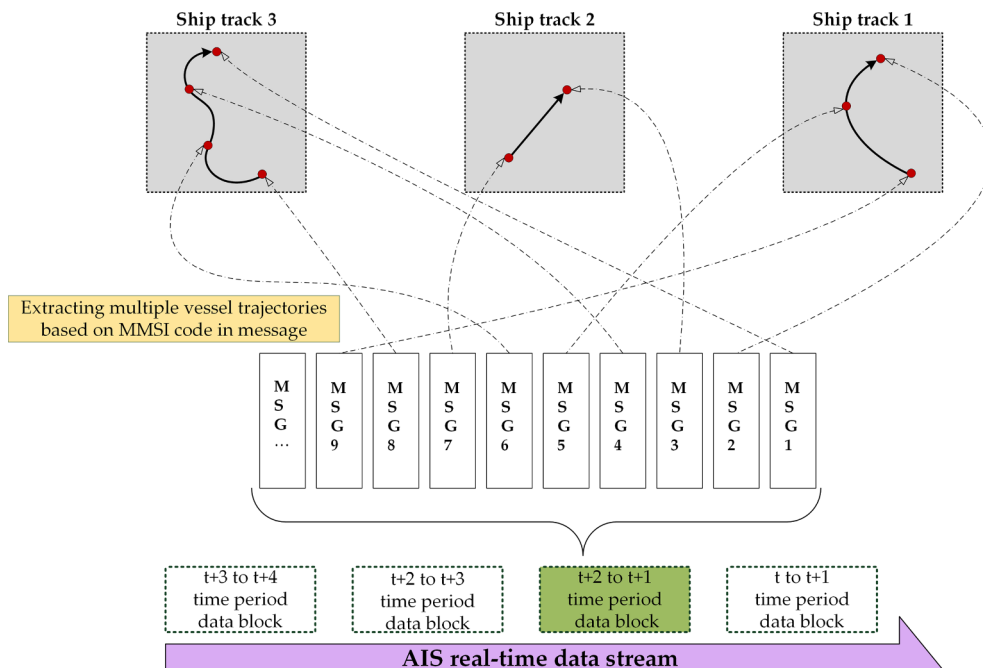 Ship track 3
Ship track 2
Ship track 1
Extracting multiple vessel trajectories
based on MMSI code in message
M
S
G
...
M
S
G
9
M
S
G
8
M
S
G
7
M
S
G
6
M
S
G
5
M
S
G
4
M
S
G
3
M
S
G
2
M
S
G
1
t+3 to t+4
time period
data block
t+2 to t+3
time period
data block
t+2 to t+1
time period
data block
t to t+1
time period
data block
AIS real-time data stream